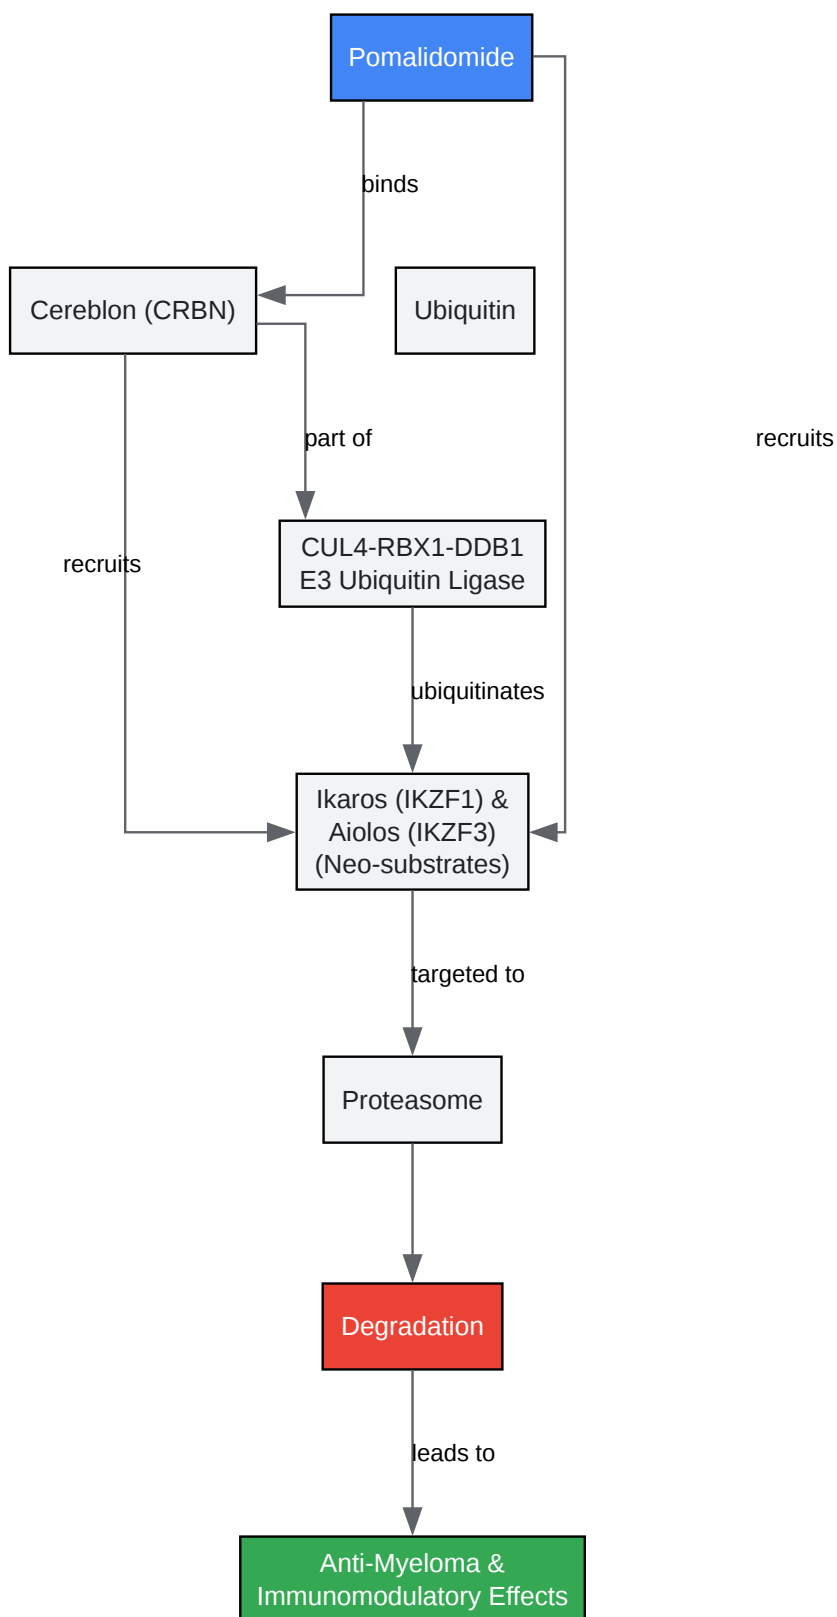 Pomalidomide
binds
Cereblon (CRBN)
Ubiquitin
part of
recruits
CUL4-RBX1-DDB1
E3 Ubiquitin Ligase
recruits
ubiquitinates
Ikaros (IKZF1) &
Aiolos (IKZF3)
(Neo-substrates)
targeted to
Proteasome
Degradation
leads to
Anti-Myeloma &
Immunomodulatory Effects